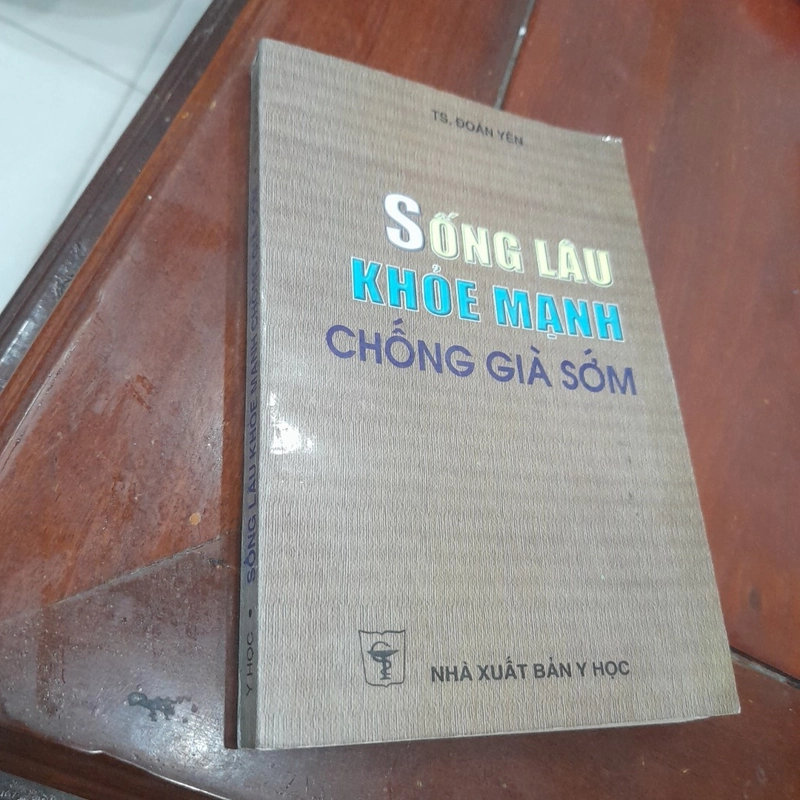 TS. ĐOÀN YÊN
SỐNG LÂU
KHỎE MẠNH
CHỐNG GIÀ SỚM
NHÀ XUẤT BẢN Y HỌC
Y HỌC • SỐNG LÂU KHỎE MẠNH CHỐNG GIÀ SỚM